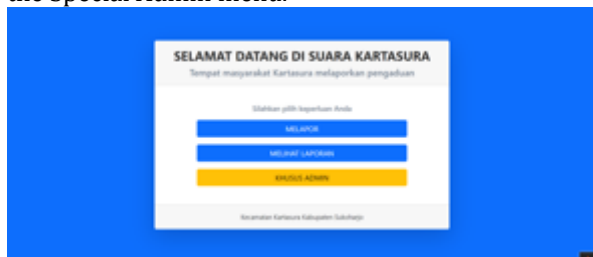 the Special Admin menu.
SELAMAT DATANG DI SUARA KARTASURA
Tempat masyarakat Kartasura melaporkan pengaduan
Silahkan pilih keperluan Anda
MELAPOR
MELIHAT LAPORAN
KHUSUS ADMIN
Kecamatan Kartasura Kabupaten Sukoharjo